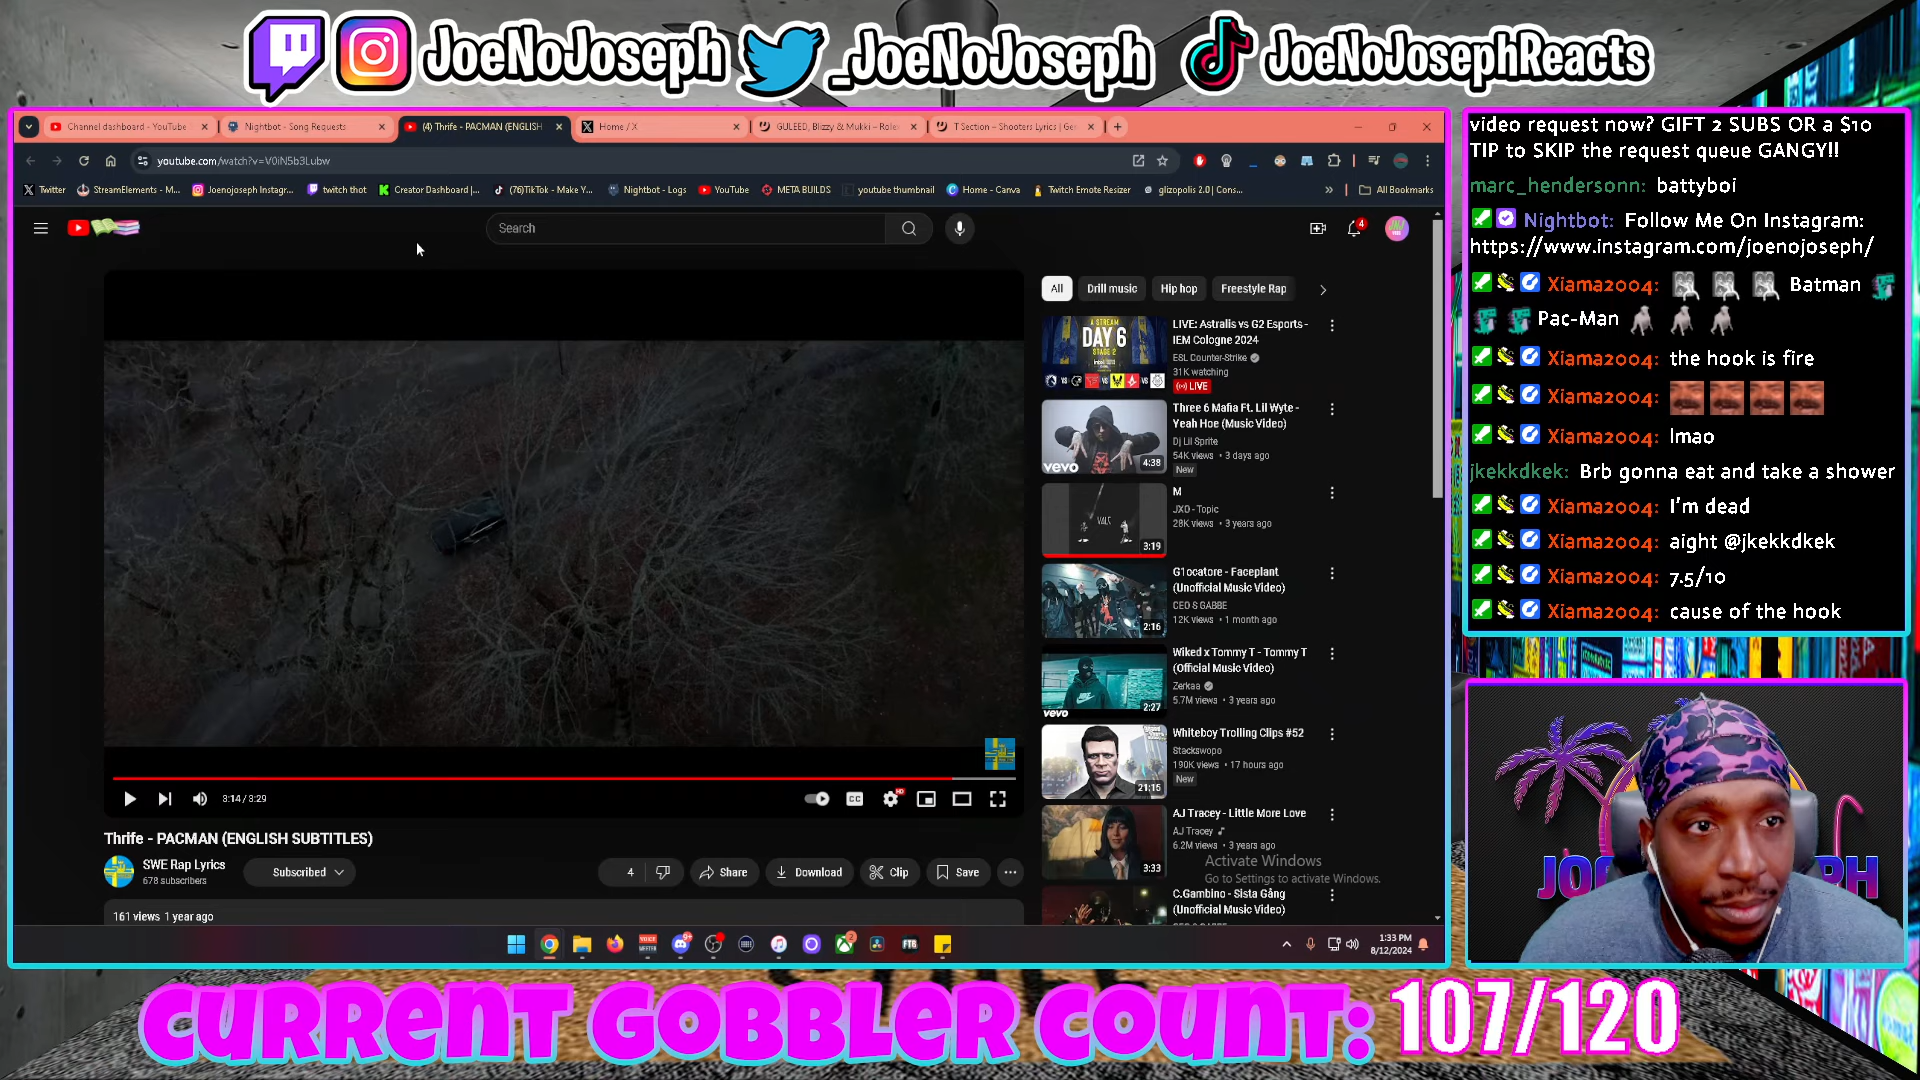 JoeNoJoseph _JoeNoJoseph JoeNoJosephReacts
Channel dashboard - YouTube
Nightbot - Song Requests
(4) Thrife - PACMAN (ENGLISH
Home / X
GULEED, Blizzy & Mukki – Rolex
T Section – Shooters Lyrics | Ge
youtube.com/watch?v=V0iN5b3Lubw
Twitter
StreamElements - M...
Joenojoseph Instagr...
twitch thot
Creator Dashboard |...
(76)TikTok - Make Y...
Nightbot - Logs
YouTube
META BUILDS
youtube thumbnail
Home - Canva
Twitch Emote Resizer
glizopolis 2.0 | Cons...
All Bookmarks
Search
4
All
Drill music
Hip hop
Freestyle Rap
A STREAM
DAY 6
STAGE 2
LIVE: Astralis vs G2 Esports -
IEM Cologne 2024
ESL Counter-Strike
31K watching
LIVE
vevo
4:38
Three 6 Mafia Ft. Lil Wyte -
Yeah Hoe (Music Video)
Dj Lil Sprite
54K views • 3 days ago
New
3:19
M
JXO - Topic
28K views • 3 years ago
2:16
G1ocatore - Faceplant
(Unofficial Music Video)
CEO & GABBE
12K views • 1 month ago
vevo
2:27
Wiked x Tommy T - Tommy T
(Official Music Video)
Zerkaa
5.7M views • 3 years ago
21:15
Whiteboy Trolling Clips #52
Stackswopo
190K views • 17 hours ago
New
3:33
AJ Tracey - Little More Love
AJ Tracey
6.2M views • 3 years ago
Activate Windows
Go to Settings to activate Windows.
C.Gambino - Sista Gång
(Unofficial Music Video)
3:14 / 3:29
CC
HD
Thrife - PACMAN (ENGLISH SUBTITLES)
SWE Rap Lyrics
678 subscribers
Subscribed
4
Share
Download
Clip
Save
161 views 1 year ago
1:33 PM
8/12/2024
video request now? GIFT 2 SUBS OR a $10
TIP to SKIP the request queue GANGY!!
marc_hendersonn: battyboi
Nightbot: Follow Me On Instagram:
https://www.instagram.com/joenojoseph/
Xiama2004: Batman
Pac-Man
Xiama2004: the hook is fire
Xiama2004:
Xiama2004: lmao
jkekkdkek: Brb gonna eat and take a shower
Xiama2004: I'm dead
Xiama2004: aight @jkekkdkek
Xiama2004: 7.5/10
Xiama2004: cause of the hook
CURRENT GOBBLER COUNT: 107/120